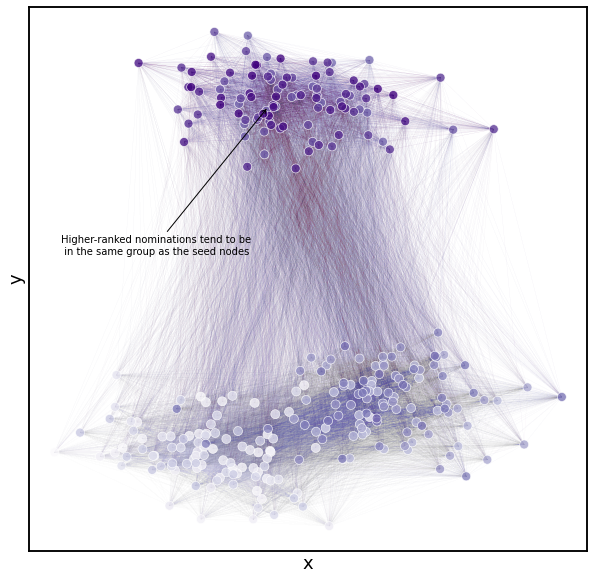 Higher-ranked nominations tend to be
in the same group as the seed nodes
y
x